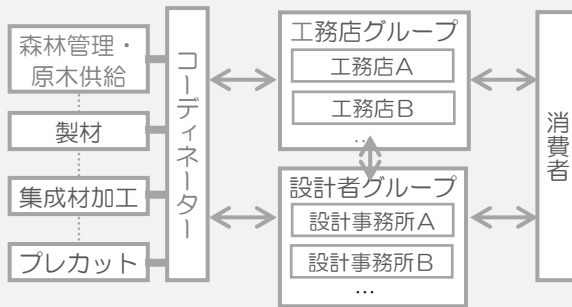 森林管理・
原木供給
製材
集成材加工
プレカット
コーディネーター
工務店グループ
工務店A
工務店B
…
設計者グループ
設計事務所A
設計事務所B
…
消費者